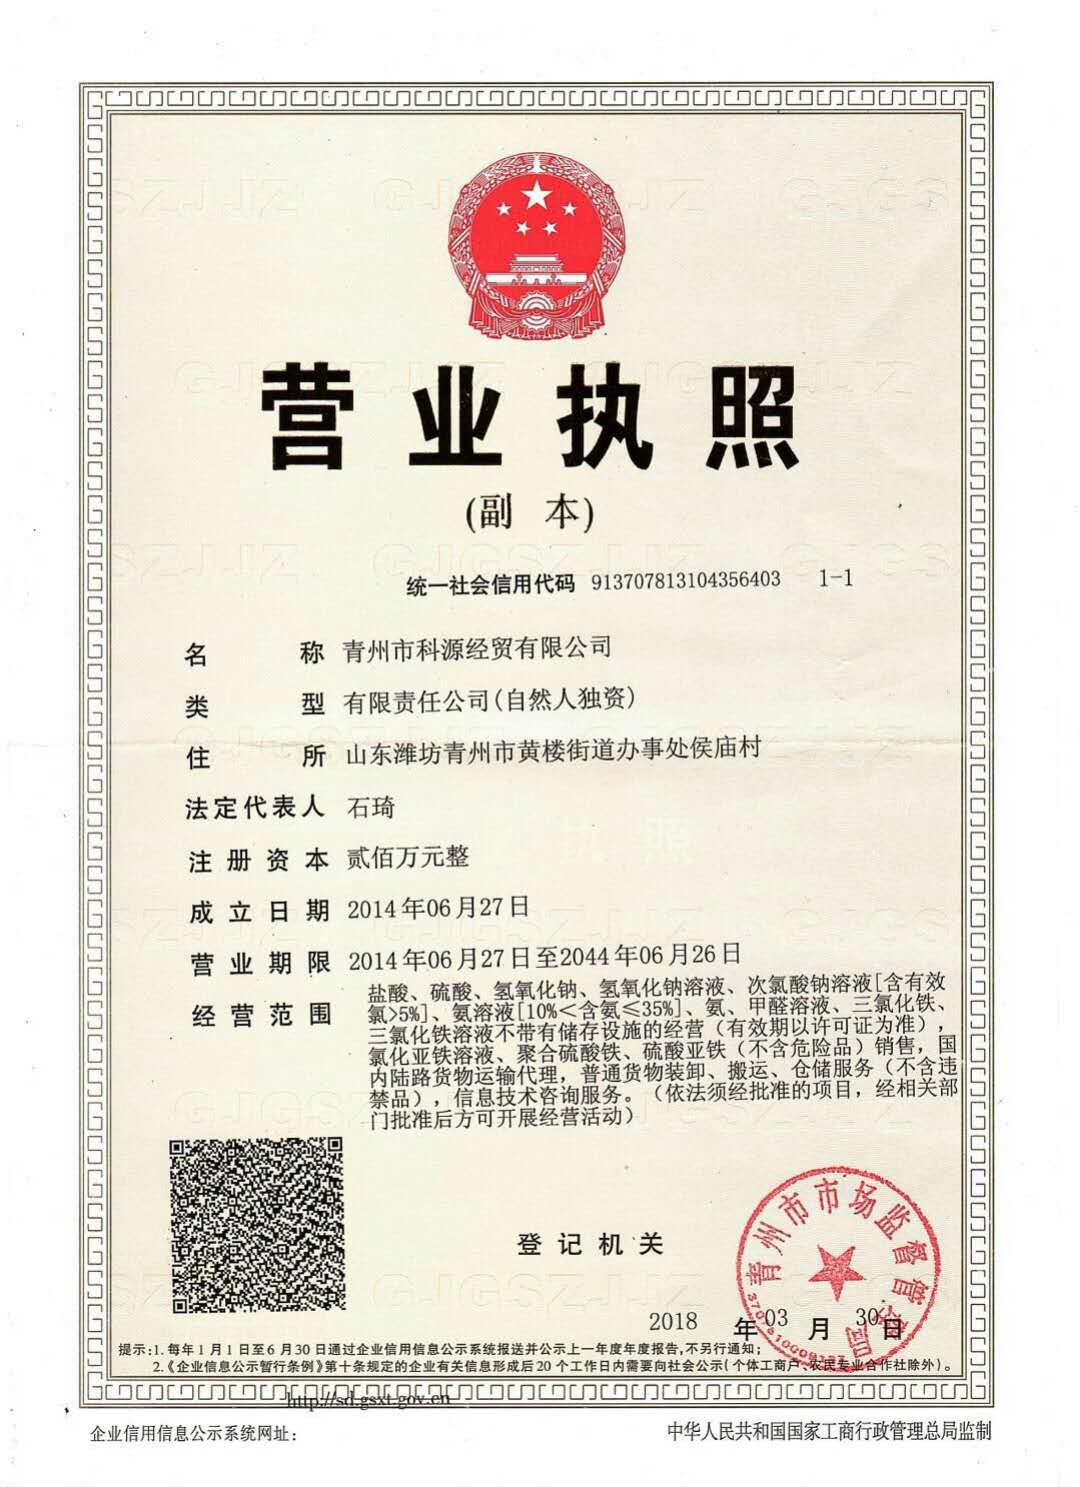 营业执照
(副 本)
统一社会信用代码 913707813104356403 1-1
名称 青州市科源经贸有限公司
类型 有限责任公司(自然人独资)
住所 山东潍坊青州市黄楼街道办事处侯庙村
法定代表人 石琦
注册资本 贰佰万元整
成立日期 2014年06月27日
营业期限 2014年06月27日至2044年06月26日
经营范围 盐酸、硫酸、氢氧化钠、氢氧化钠溶液、次氯酸钠溶液[含有效
氯>5%]、氨溶液[10%<含氨≤35%]、氨、甲醛溶液、三氯化铁、
三氯化铁溶液不带有储存设施的经营(有效期以许可证为准),
氯化亚铁溶液、聚合硫酸铁、硫酸亚铁(不含危险品)销售,国
内陆路货物运输代理,普通货物装卸、搬运、仓储服务(不含违
禁品),信息技术咨询服务。(依法须经批准的项目,经相关部
门批准后方可开展经营活动)
登记机关
青州市市场监督管理局
2018 年 03 月 30 日
提示:1.每年1月1日至6月30日通过企业信用信息公示系统报送并公示上一年度年度报告,不另行通知;
2.《企业信息公示暂行条例》第十条规定的企业有关信息形成后20个工作日内需要向社会公示(个体工商户、农民专业合作社除外)。
http://sd.gsxt.gov.cn
企业信用信息公示系统网址:
中华人民共和国国家工商行政管理总局监制